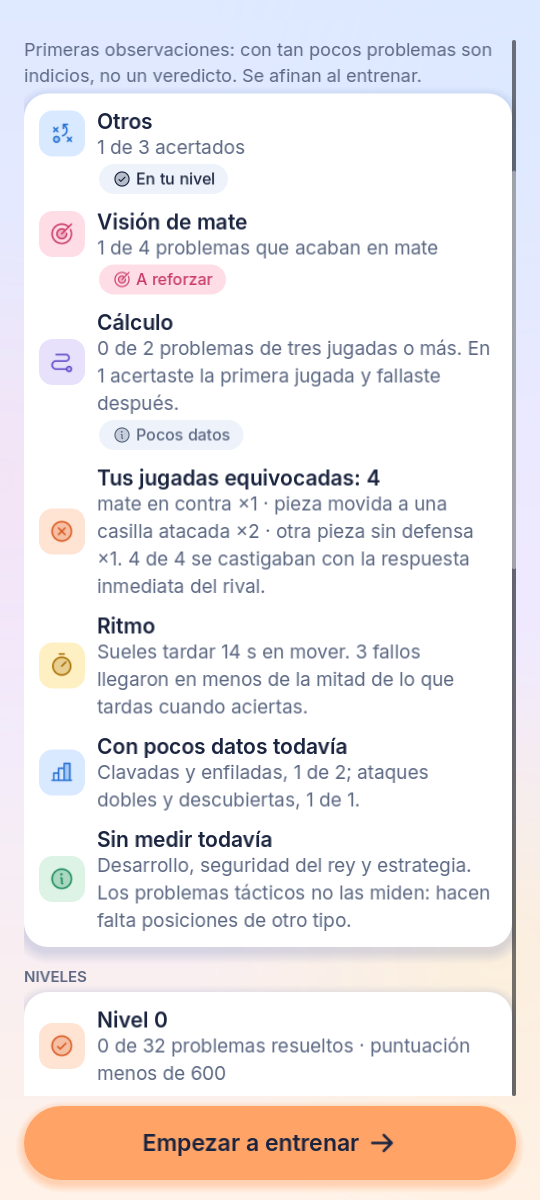 Primeras observaciones: con tan pocos problemas son
indicios, no un veredicto. Se afinan al entrenar.
Otros
1 de 3 acertados
En tu nivel
Visión de mate
1 de 4 problemas que acaban en mate
A reforzar
Cálculo
0 de 2 problemas de tres jugadas o más. En
1 acertaste la primera jugada y fallaste
después.
Pocos datos
Tus jugadas equivocadas: 4
mate en contra ×1 · pieza movida a una
casilla atacada ×2 · otra pieza sin defensa
×1. 4 de 4 se castigaban con la respuesta
inmediata del rival.
Ritmo
Sueles tardar 14 s en mover. 3 fallos
llegaron en menos de la mitad de lo que
tardas cuando aciertas.
Con pocos datos todavía
Clavadas y enfiladas, 1 de 2; ataques
dobles y descubiertas, 1 de 1.
Sin medir todavía
Desarrollo, seguridad del rey y estrategia.
Los problemas tácticos no las miden: hacen
falta posiciones de otro tipo.
NIVELES
Nivel 0
0 de 32 problemas resueltos · puntuación
menos de 600
Empezar a entrenar →